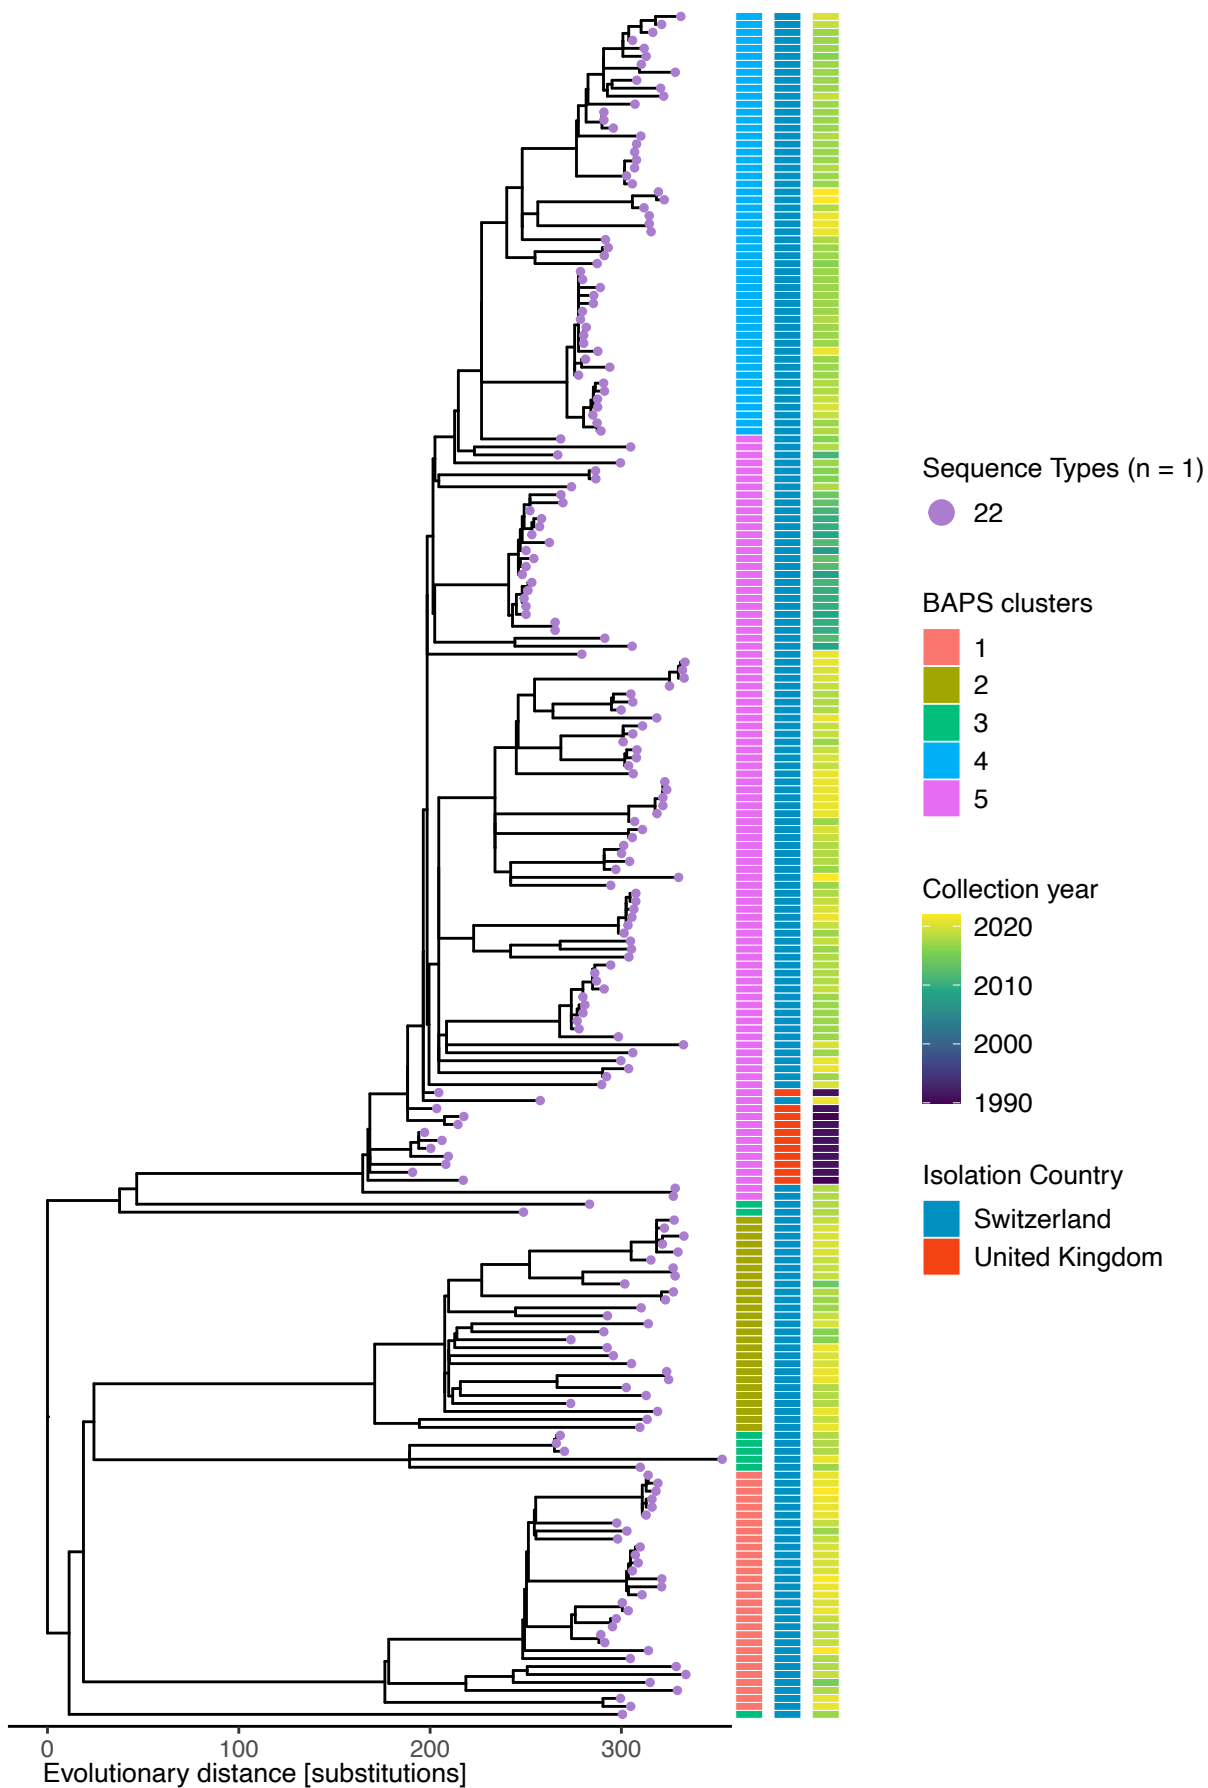 Sequence Types (n = 1)
22
BAPS clusters
1
2
3
4
5
Collection year
2020
2010
2000
1990
Isolation Country
Switzerland
United Kingdom
0 100 200 300
Evolutionary distance [substitutions]